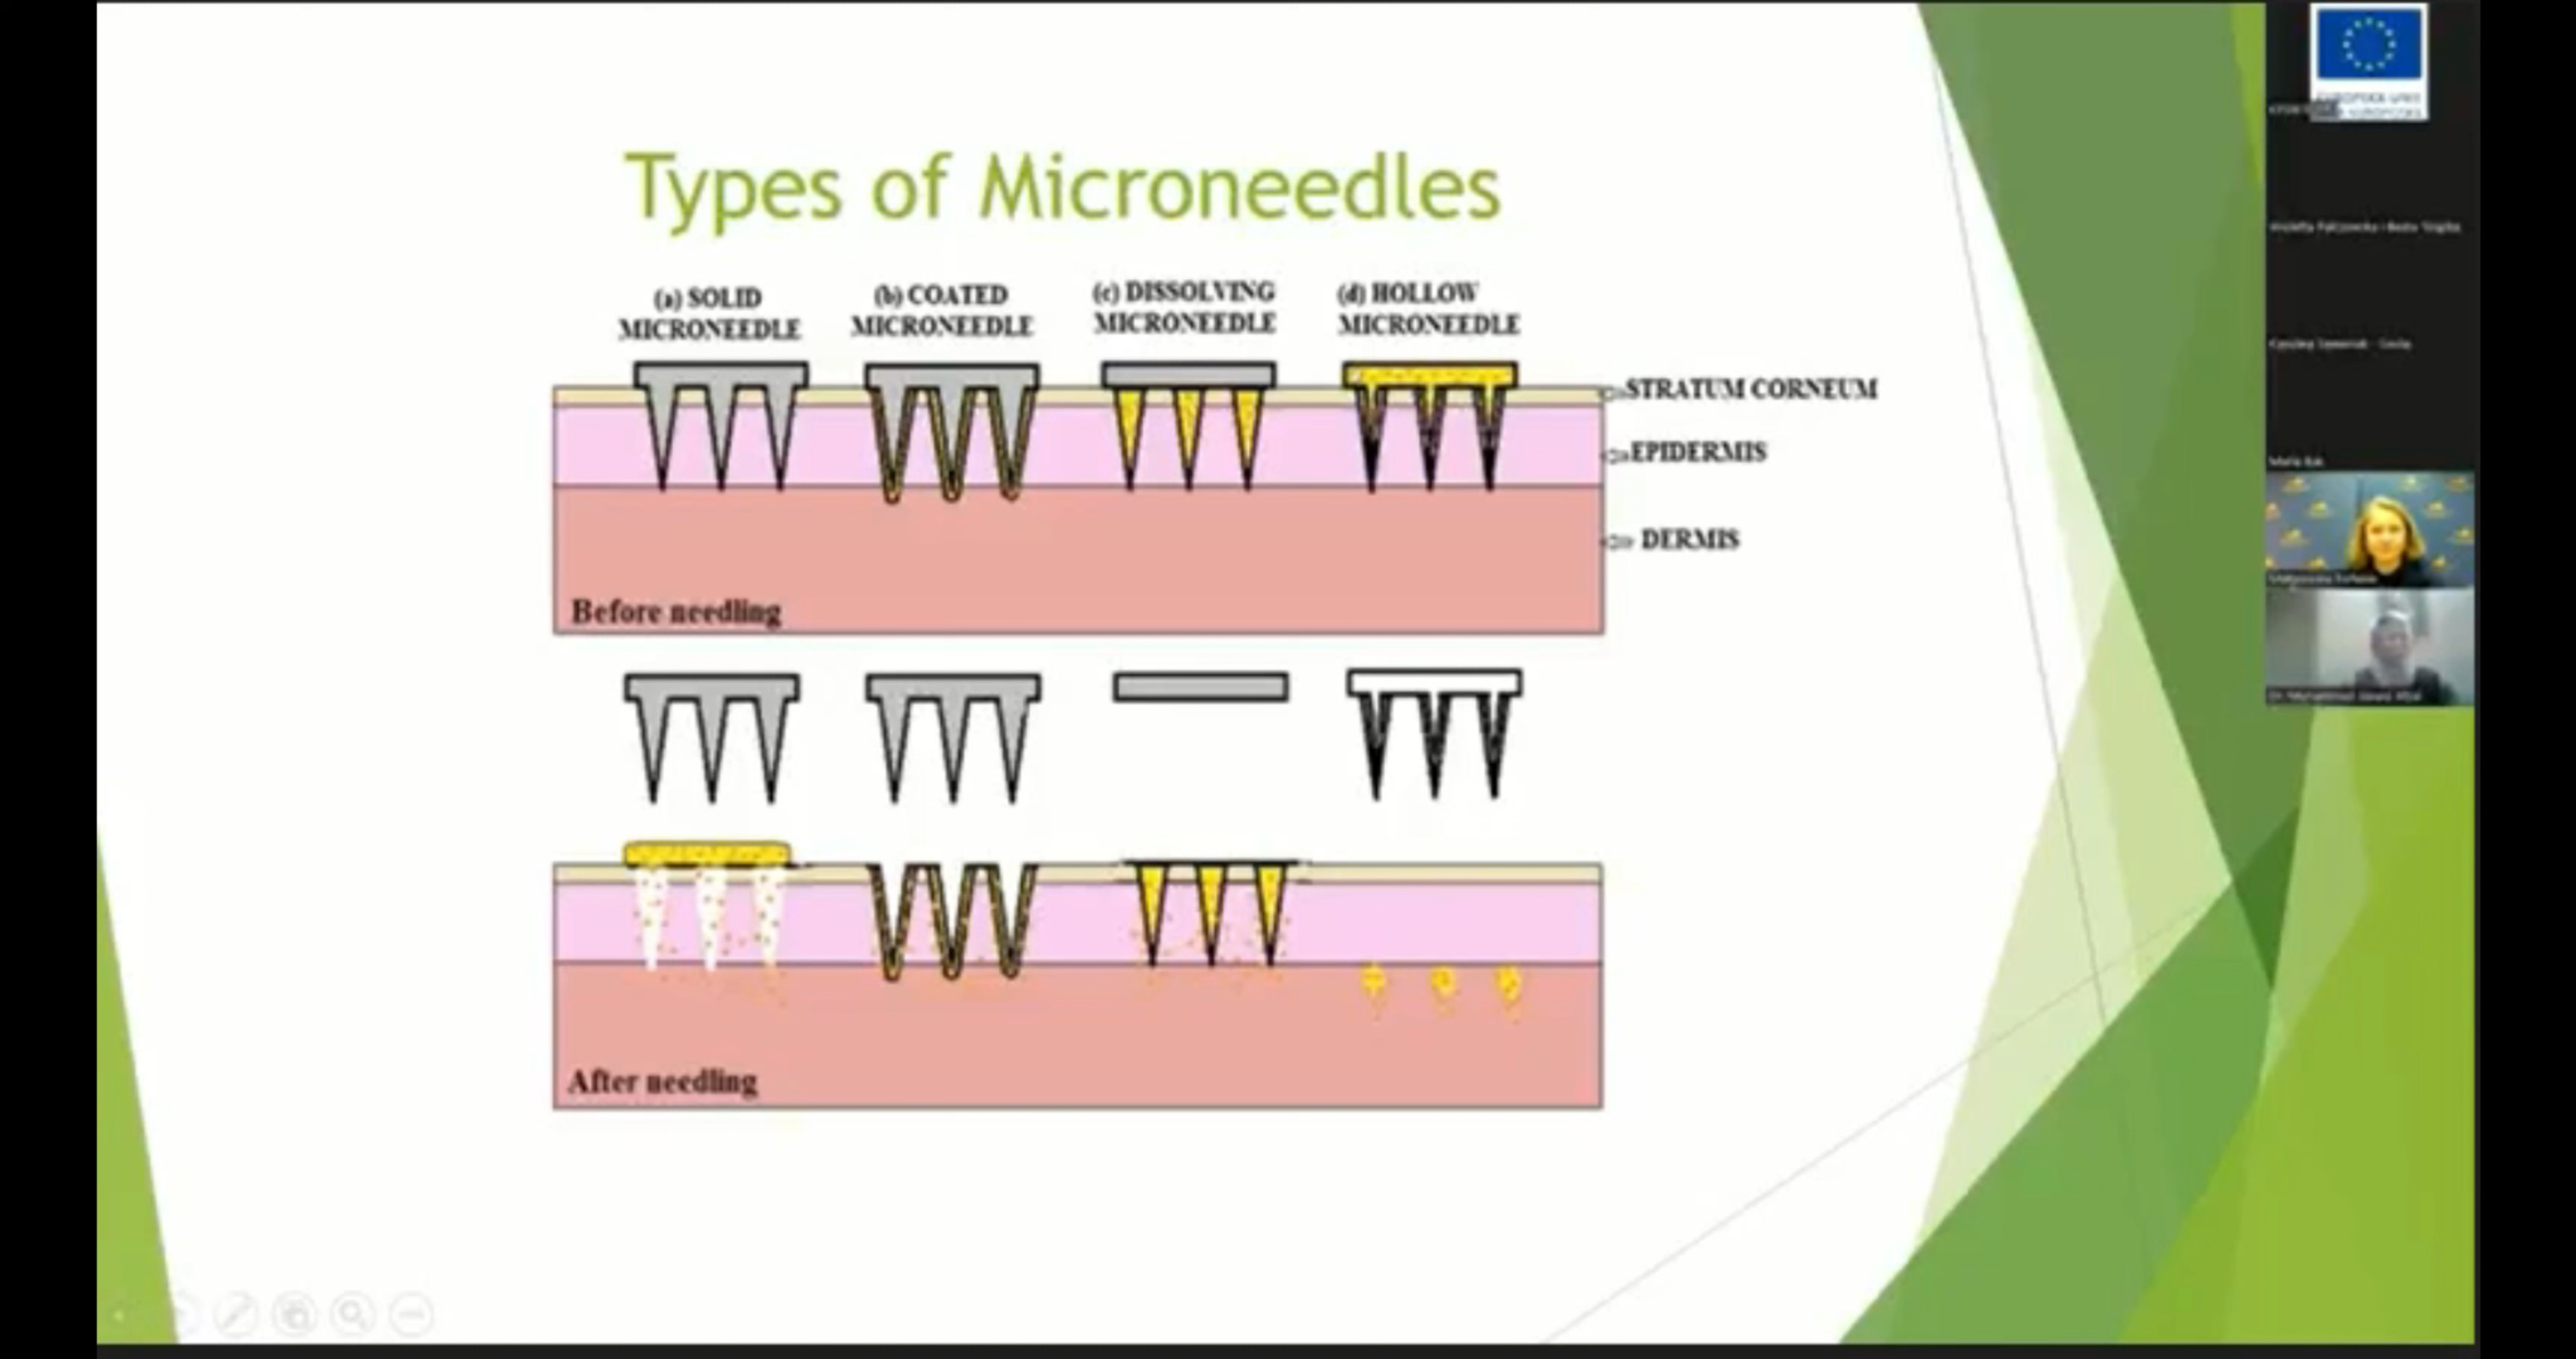 Types of Microneedles
(a) SOLID
MICRONEEDLE
(b) COATED
MICRONEEDLE
(c) DISSOLVING
MICRONEEDLE
(d) HOLLOW
MICRONEEDLE
STRATUM CORNEUM
EPIDERMIS
DERMIS
Before needling
After needling